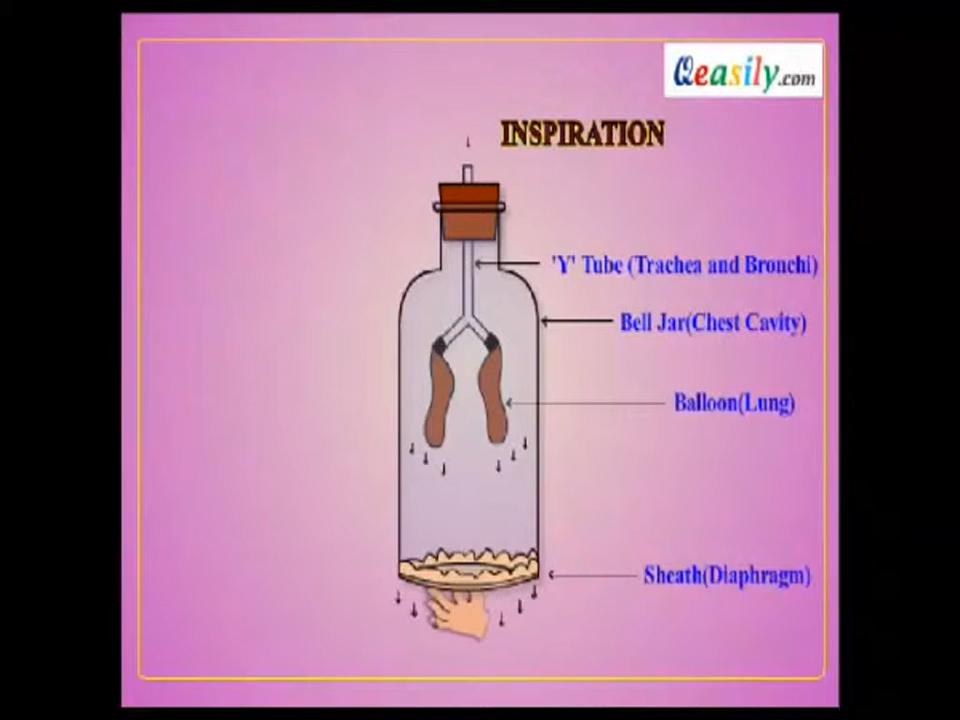 Qeasily.com
INSPIRATION
'Y' Tube (Trachea and Bronchi)
Bell Jar(Chest Cavity)
Balloon(Lung)
Sheath(Diaphragm)